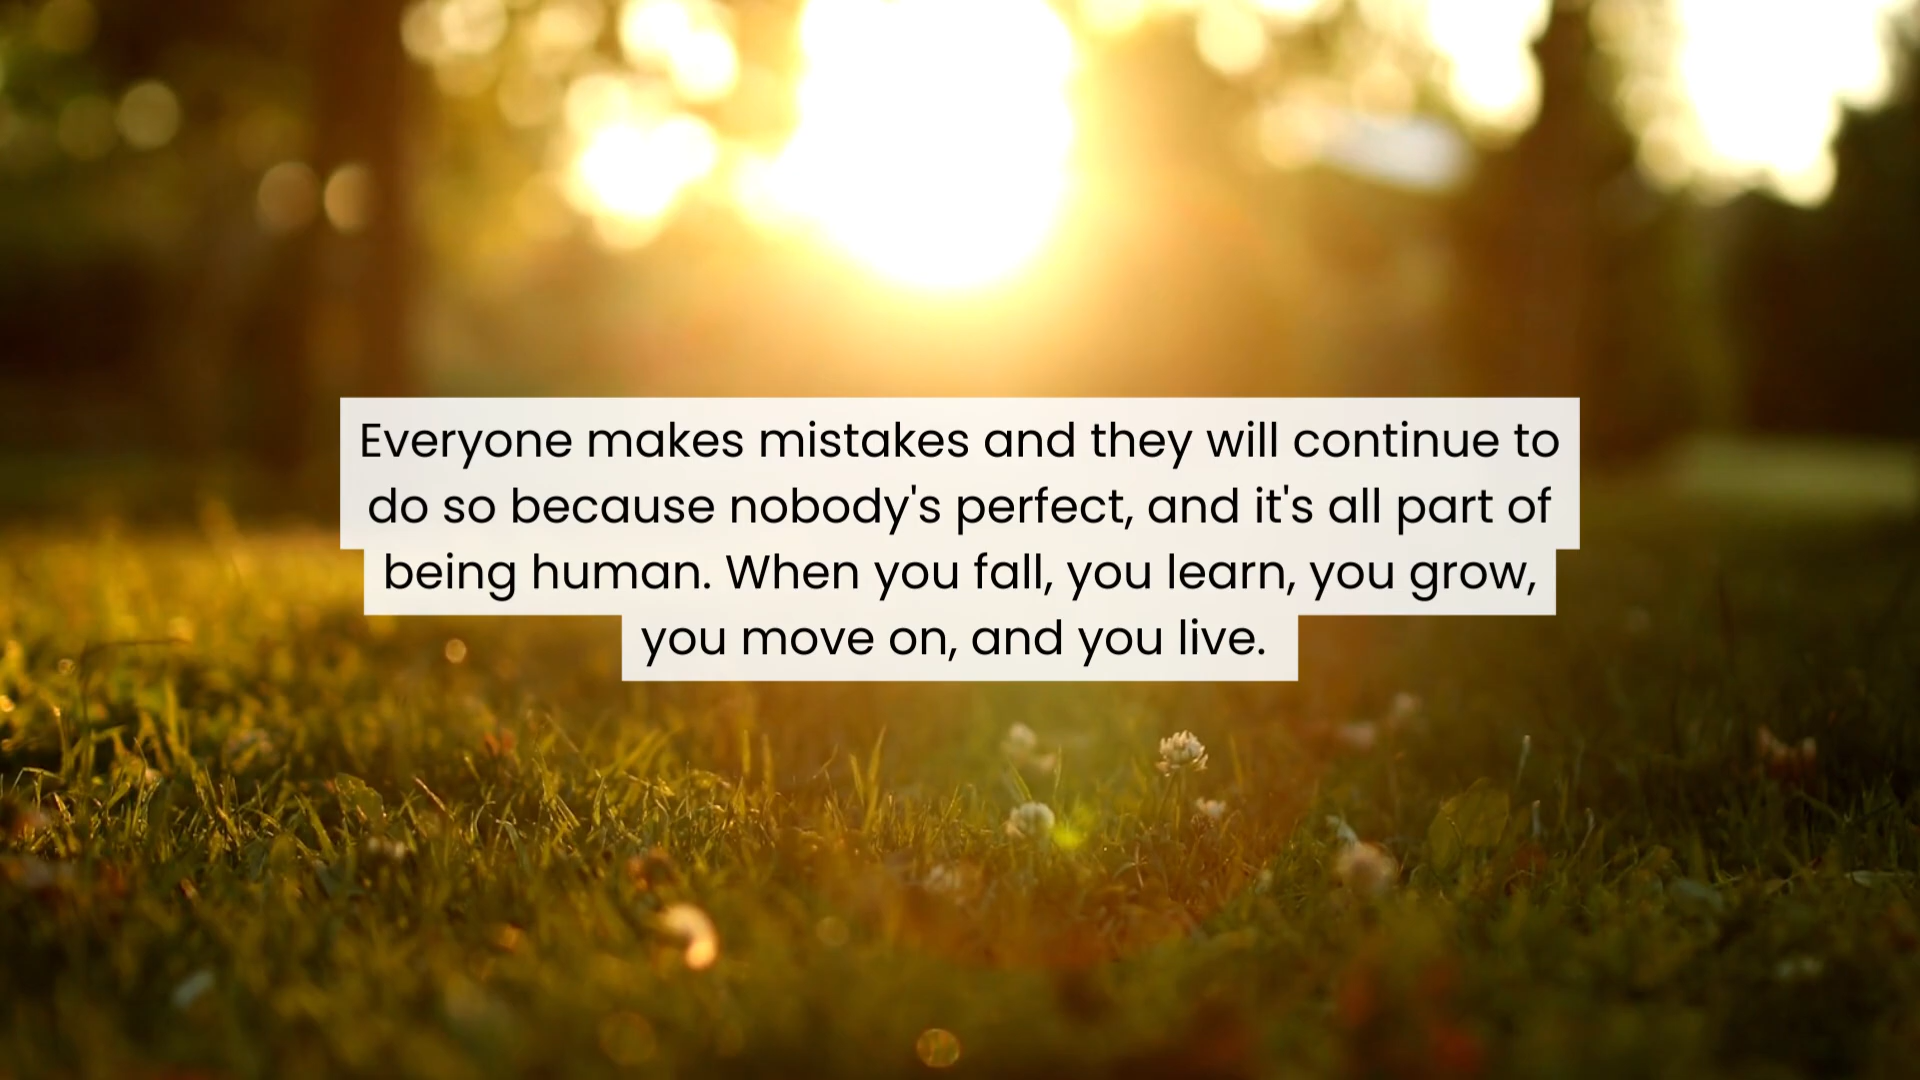 Everyone makes mistakes and they will continue to
do so because nobody's perfect, and it's all part of
being human. When you fall, you learn, you grow,
you move on, and you live.